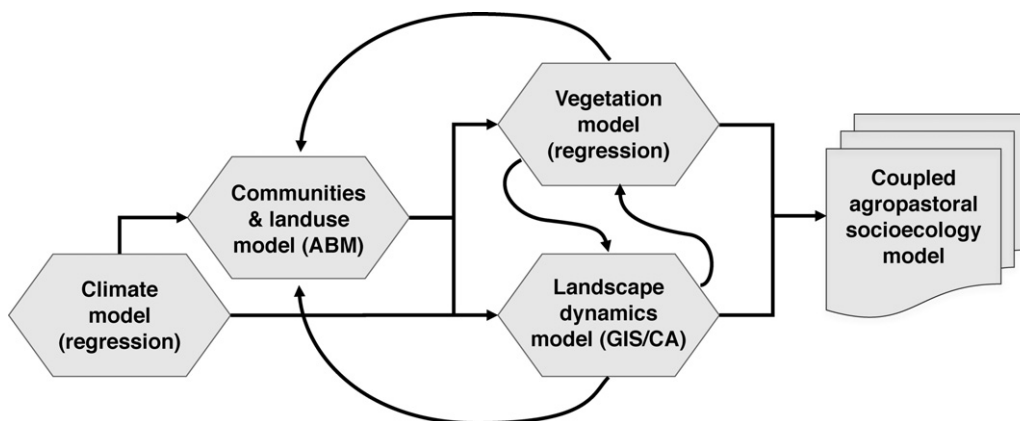 Climate
model
(regression)
Communities
& landuse
model (ABM)
Vegetation
model
(regression)
Landscape
dynamics
model (GIS/CA)
Coupled
agropastoral
socioecology
model